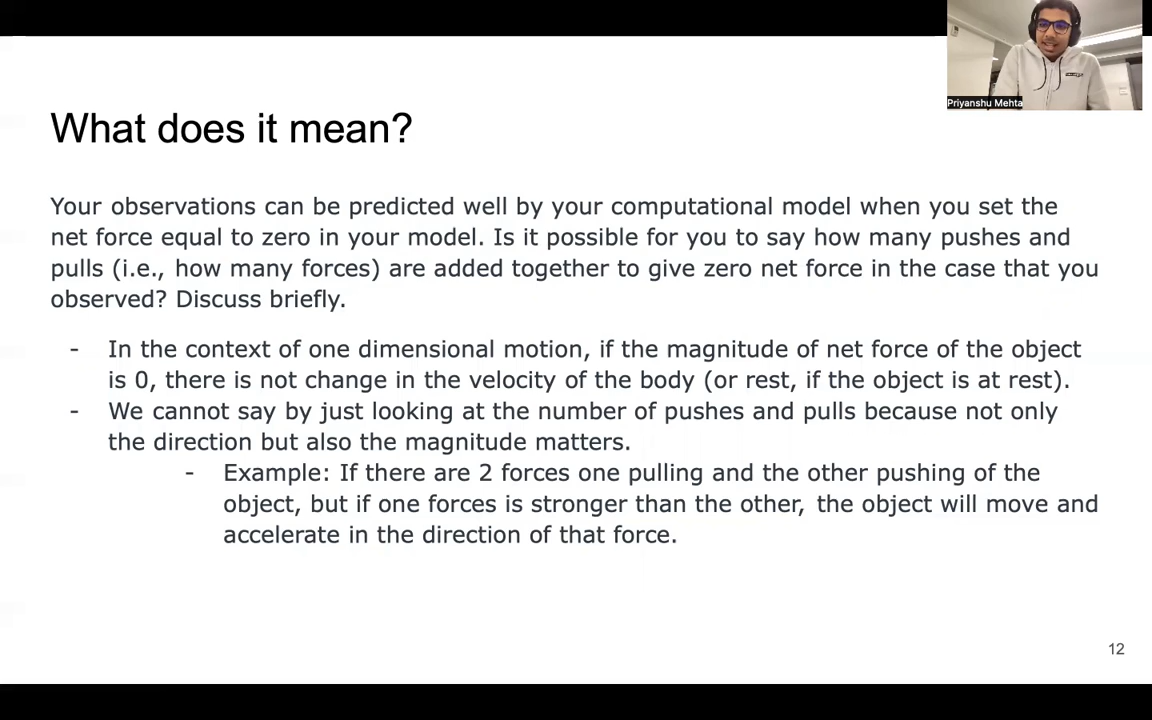 Priyanshu Mehta
What does it mean?
Your observations can be predicted well by your computational model when you set the
net force equal to zero in your model. Is it possible for you to say how many pushes and
pulls (i.e., how many forces) are added together to give zero net force in the case that you
observed? Discuss briefly.
- In the context of one dimensional motion, if the magnitude of net force of the object
is 0, there is not change in the velocity of the body (or rest, if the object is at rest).
- We cannot say by just looking at the number of pushes and pulls because not only
the direction but also the magnitude matters.
- Example: If there are 2 forces one pulling and the other pushing of the
object, but if one forces is stronger than the other, the object will move and
accelerate in the direction of that force.
12